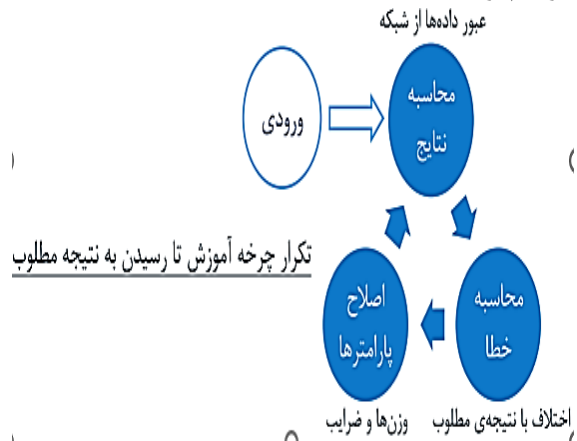 عبور داده‌ها از شبکه
ورودی
محاسبه
نتایج
تکرار چرخه آموزش تا رسیدن به نتیجه مطلوب
اصلاح
پارامترها
محاسبه
خطا
وزن‌ها و ضرایب
اختلاف با نتیجه‌ی مطلوب